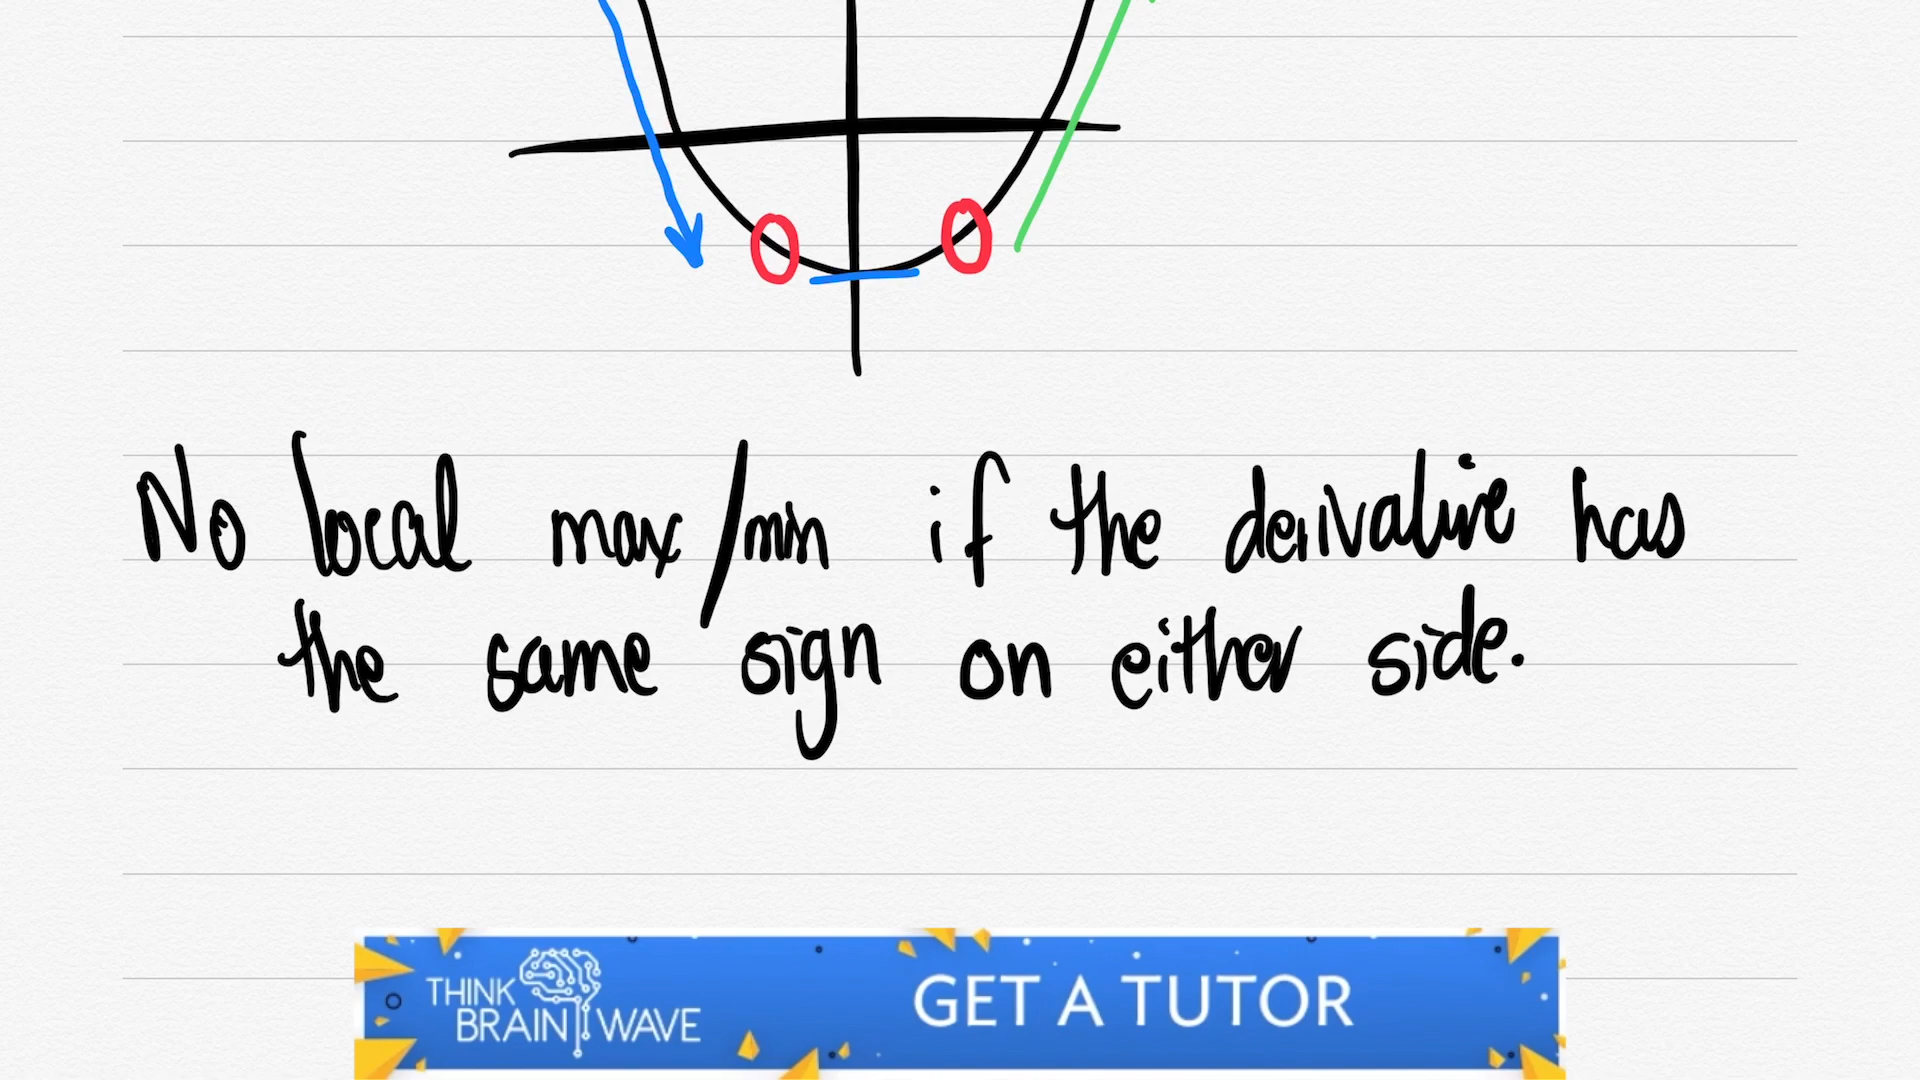 No local max/min if the derivative has
the same sign on either side.
THINK
BRAIN WAVE
GET A TUTOR